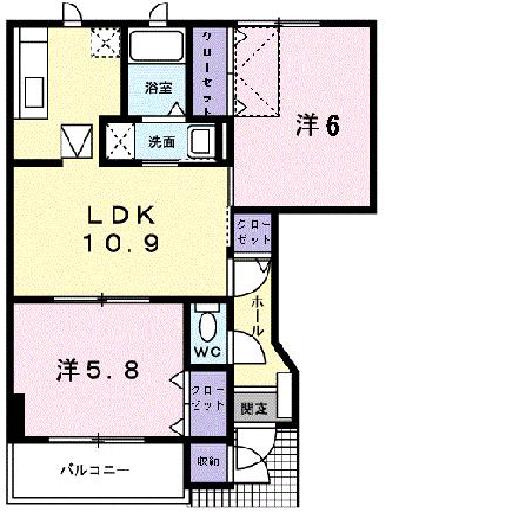 クローゼット
浴室
洋6
洗面
LDK
10.9
クロー
ゼット
ホール
WC
洋5.8
クロー
ゼット
玄関
収納
バルコニー